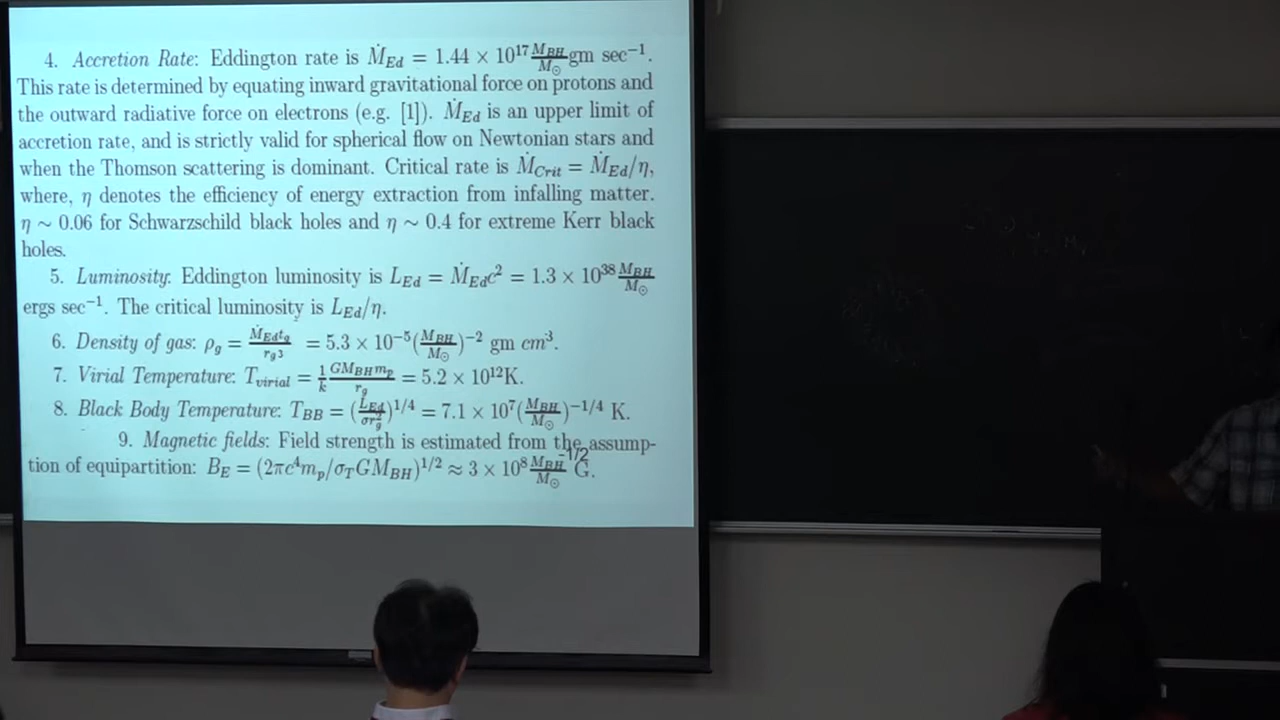 4. Accretion Rate: Eddington rate is Ṁ_Ed = 1.44 × 10^17 M_BH/M_⊙ gm sec^−1.
This rate is determined by equating inward gravitational force on protons and
the outward radiative force on electrons (e.g. [1]). Ṁ_Ed is an upper limit of
accretion rate, and is strictly valid for spherical flow on Newtonian stars and
when the Thomson scattering is dominant. Critical rate is Ṁ_Crit = Ṁ_Ed/η,
where, η denotes the efficiency of energy extraction from infalling matter.
η ∼ 0.06 for Schwarzschild black holes and η ∼ 0.4 for extreme Kerr black
holes.
5. Luminosity: Eddington luminosity is L_Ed = Ṁ_Ed c^2 = 1.3 × 10^38 M_BH/M_⊙
ergs sec^−1. The critical luminosity is L_Ed/η.
6. Density of gas: ρ_g = Ṁ_Ed t_g/r_g^3 = 5.3 × 10^−5 (M_BH/M_⊙)^−2 gm cm^-3.
7. Virial Temperature: T_virial = 1/k GM_BH m_p/r_g = 5.2 × 10^12 K.
8. Black Body Temperature: T_BB = (L_Ed/σr_g^2)^1/4 = 7.1 × 10^7 (M_BH/M_⊙)^−1/4 K.
9. Magnetic fields: Field strength is estimated from the assump-
tion of equipartition: B_E = (2πc^4 m_p/σ_T GM_BH)^1/2 ≈ 3 × 10^8 M_BH/M_⊙ ^-1/2 G.